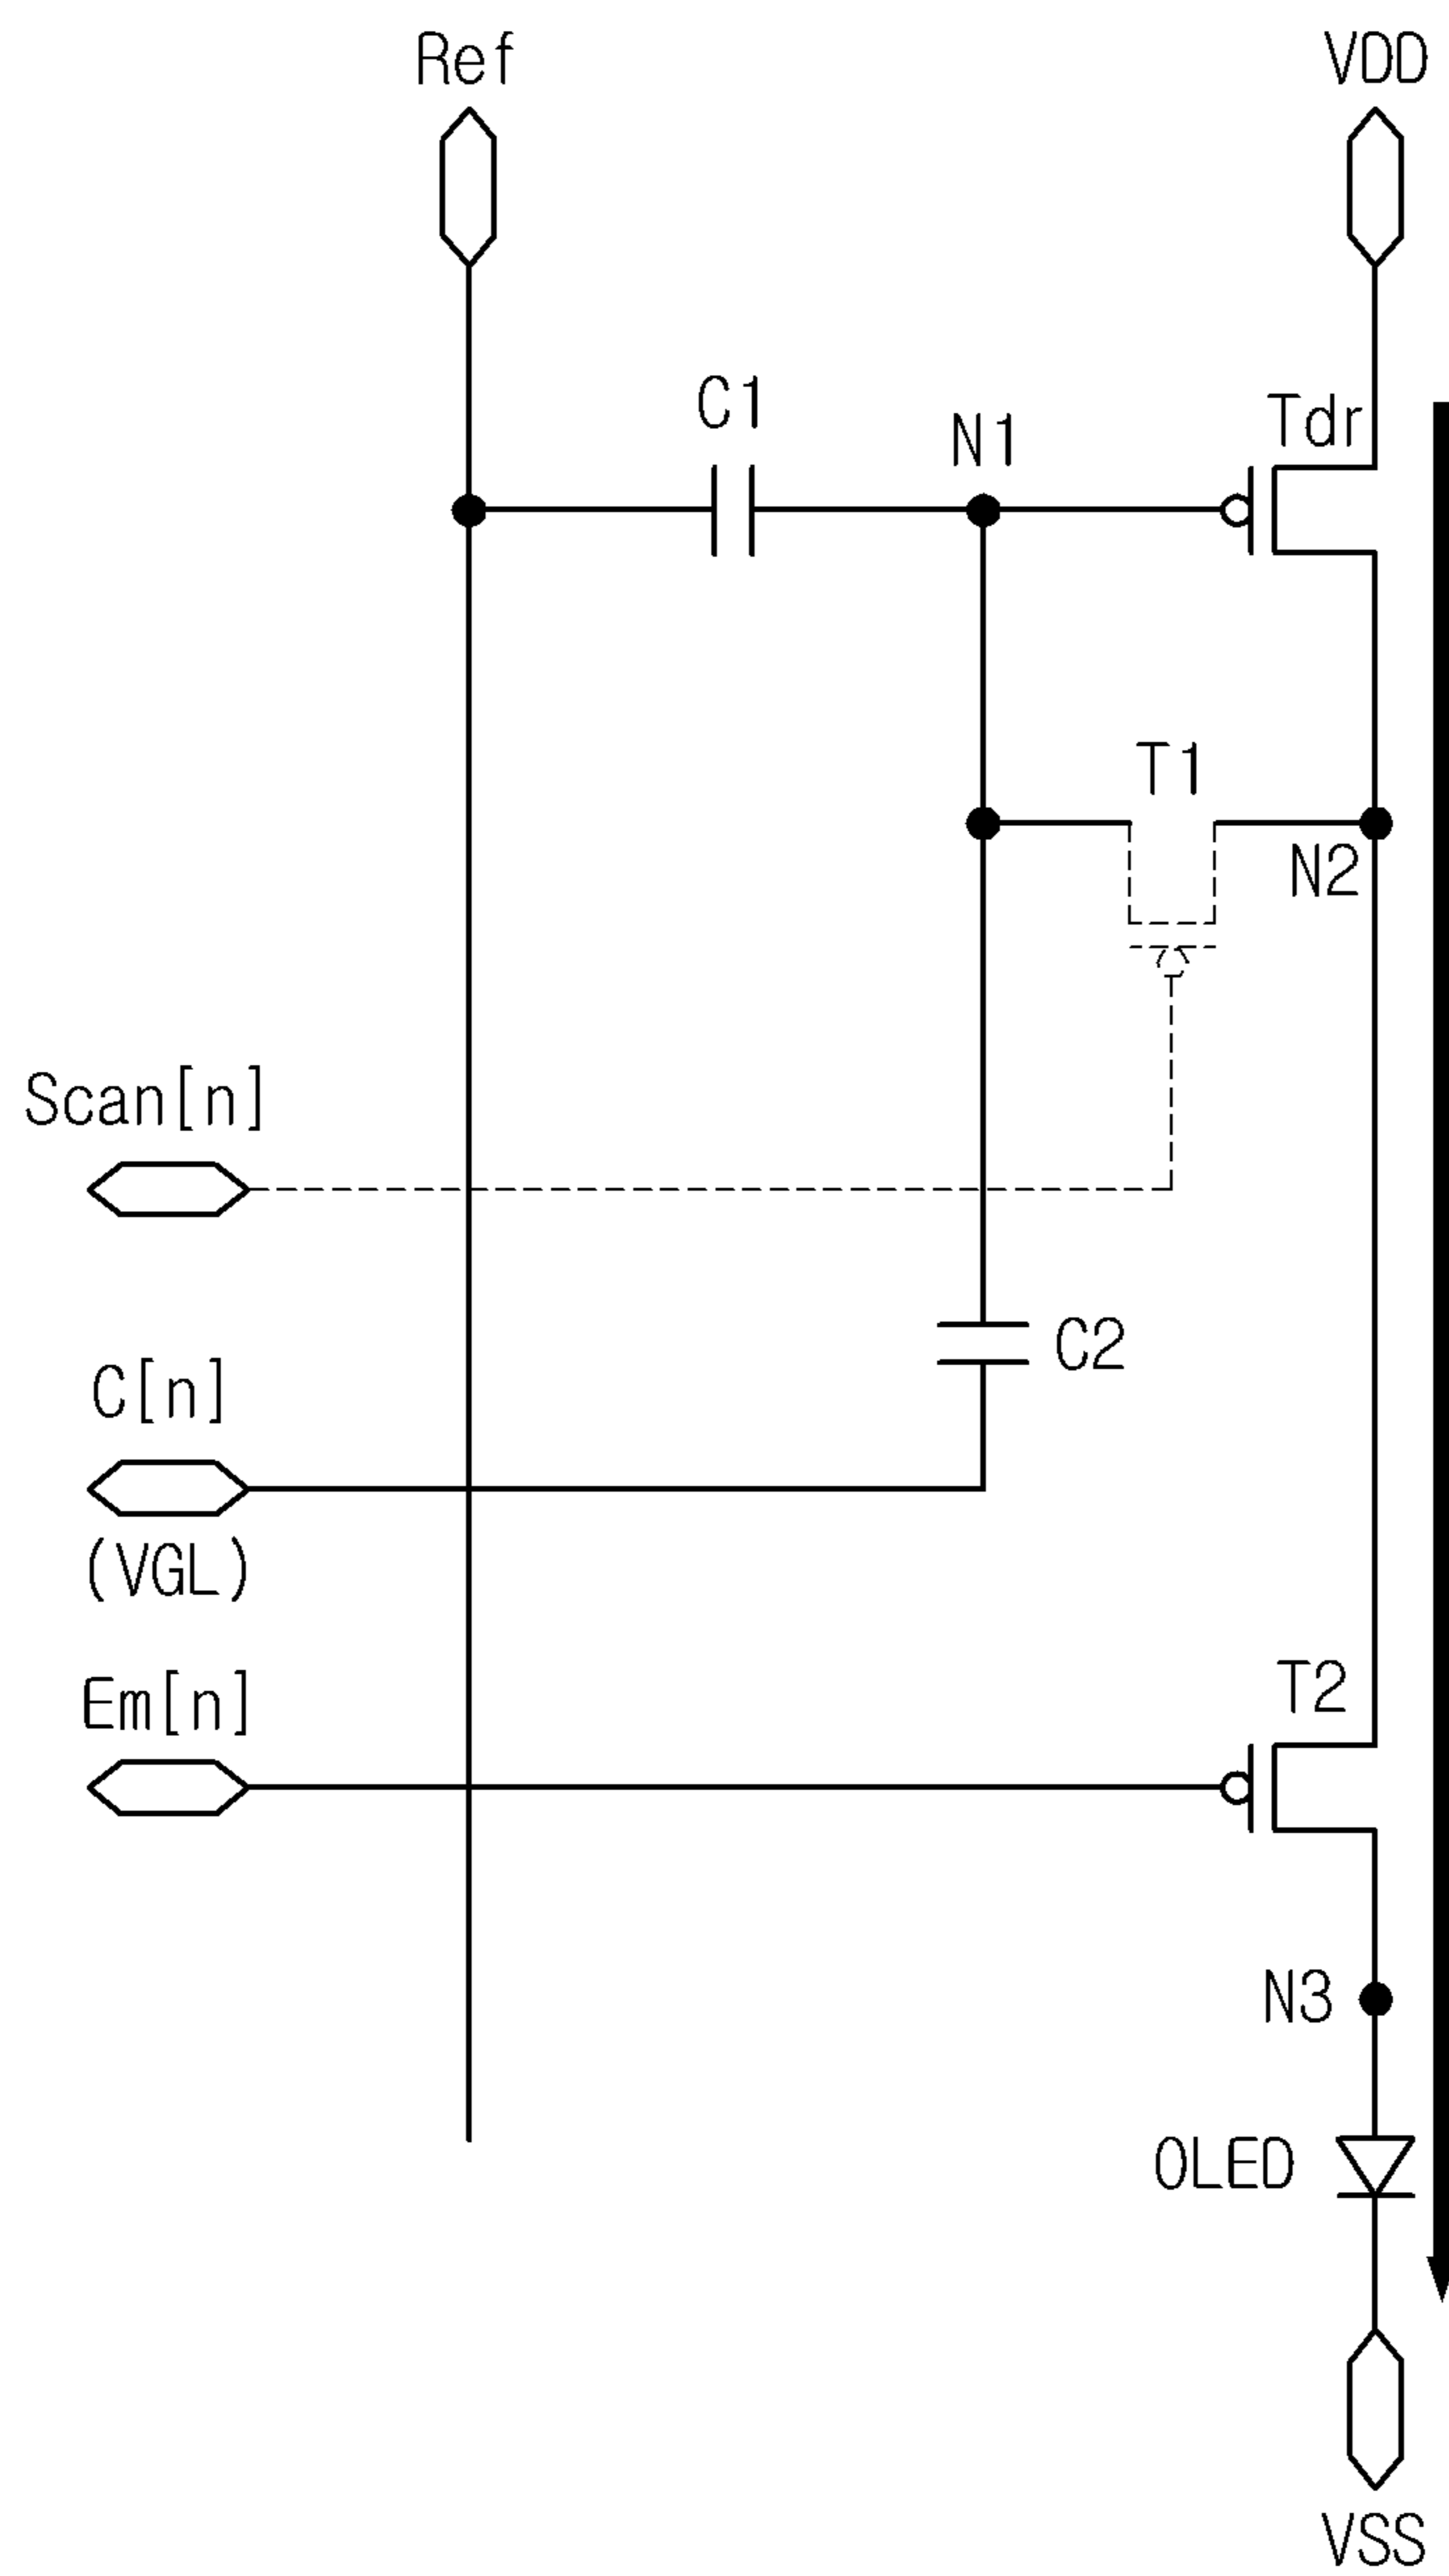 Ref
VDD
C1
N1
Tdr
T1
N2
Scan[n]
C2
C[n]
(VGL)
T2
Em[n]
N3
OLED
VSS